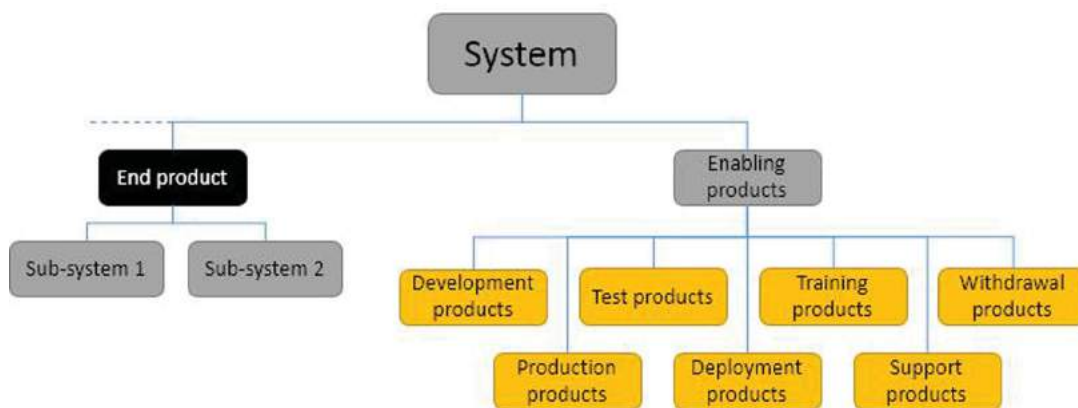 System
End product
Enabling
products
Sub-system 1
Sub-system 2
Development
products
Test products
Training
products
Withdrawal
products
Production
products
Deployment
products
Support
products